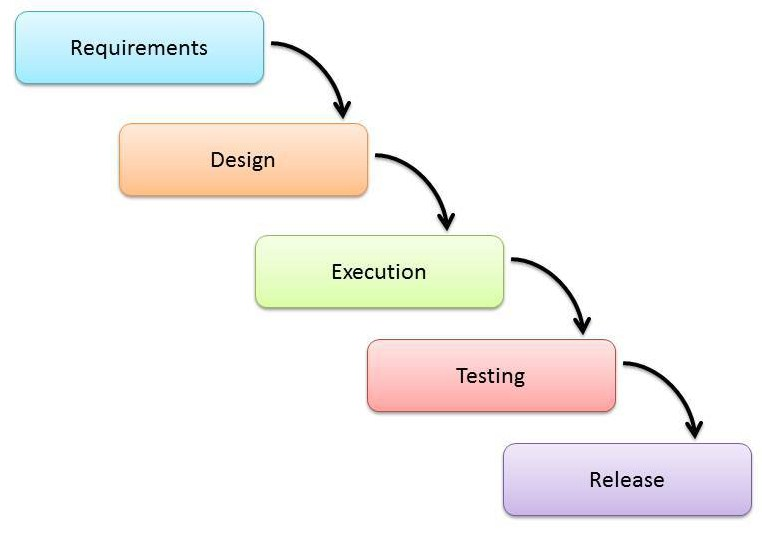 Requirements
Design
Execution
Testing
Release